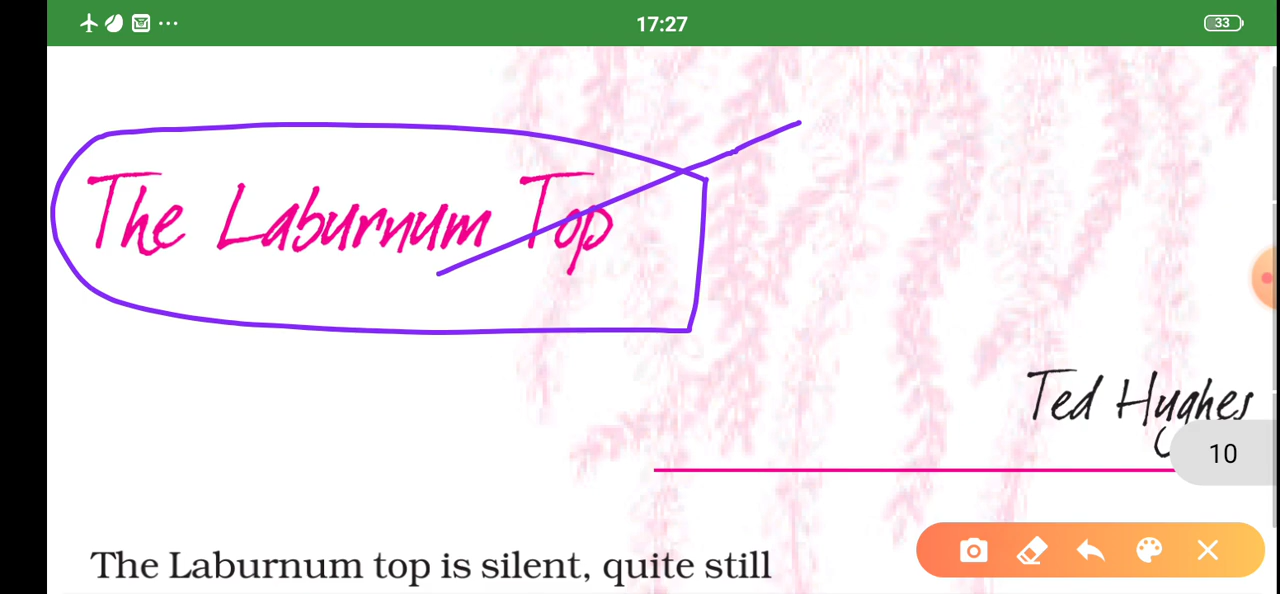 17:27
33
The Laburnum Top
Ted Hughes
10
The Laburnum top is silent, quite still